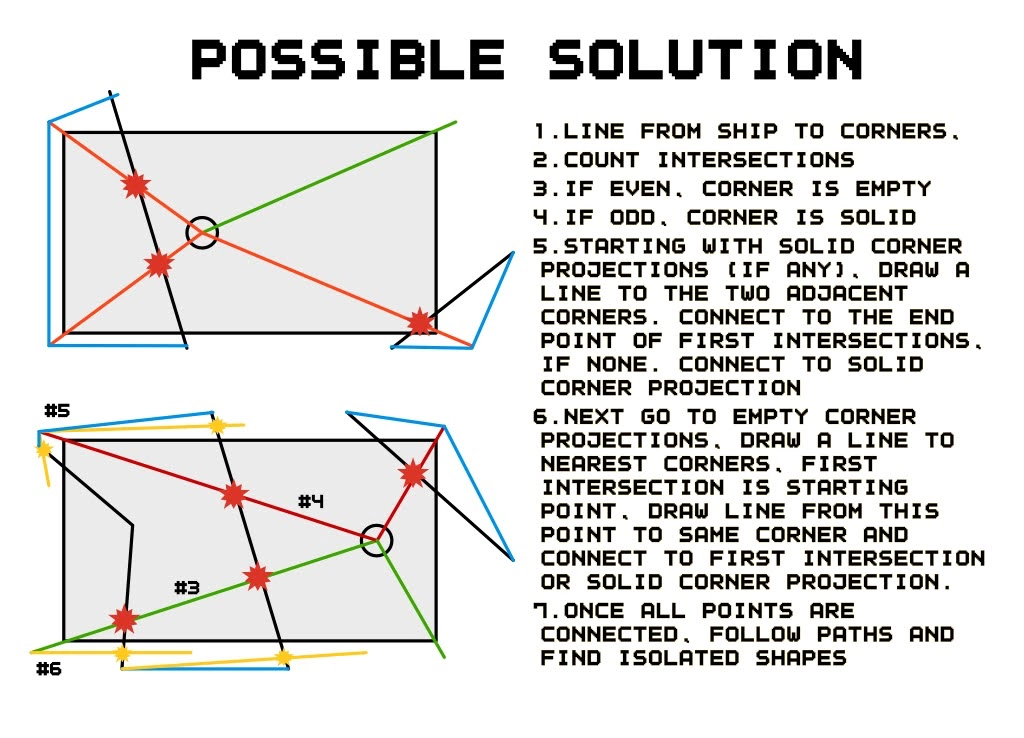 POSSIBLE SOLUTION
1.LINE FROM SHIP TO CORNERS,
2.COUNT INTERSECTIONS
3.IF EVEN, CORNER IS EMPTY
4.IF ODD, CORNER IS SOLID
5.STARTING WITH SOLID CORNER
PROJECTIONS (IF ANY), DRAW A
LINE TO THE TWO ADJACENT
CORNERS. CONNECT TO THE END
POINT OF FIRST INTERSECTIONS,
IF NONE. CONNECT TO SOLID
CORNER PROJECTION
6.NEXT GO TO EMPTY CORNER
PROJECTIONS, DRAW A LINE TO
NEAREST CORNERS, FIRST
INTERSECTION IS STARTING
POINT, DRAW LINE FROM THIS
POINT TO SAME CORNER AND
CONNECT TO FIRST INTERSECTION
OR SOLID CORNER PROJECTION.
7.ONCE ALL POINTS ARE
CONNECTED, FOLLOW PATHS AND
FIND ISOLATED SHAPES
#5
#4
#3
#6